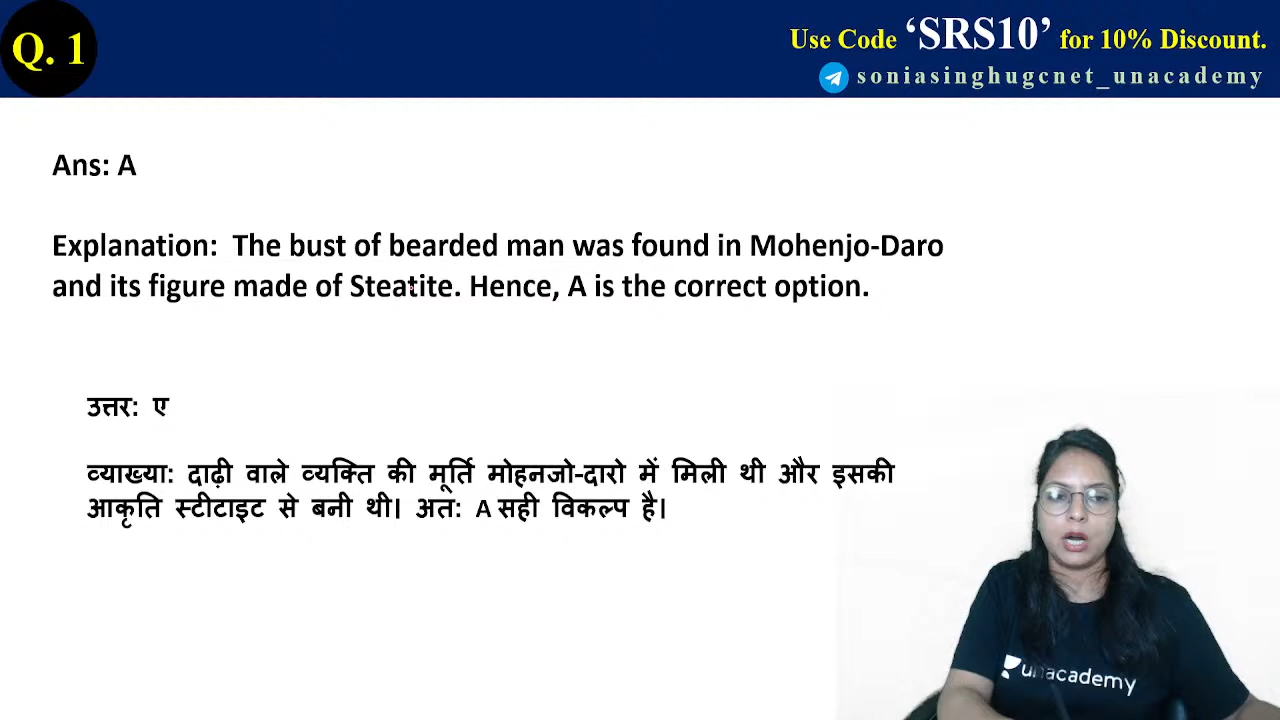 Q. 1
Use Code ‘SRS10’ for 10% Discount.
soniasinghugcnet_unacademy
Ans: A
Explanation: The bust of bearded man was found in Mohenjo-Daro
and its figure made of Steatite. Hence, A is the correct option.
उत्तर: ए
व्याख्या: दाढ़ी वाले व्यक्ति की मूर्ति मोहनजो-दारो में मिली थी और इसकी
आकृति स्टीटाइट से बनी थी। अत: A सही विकल्प है।
unacademy